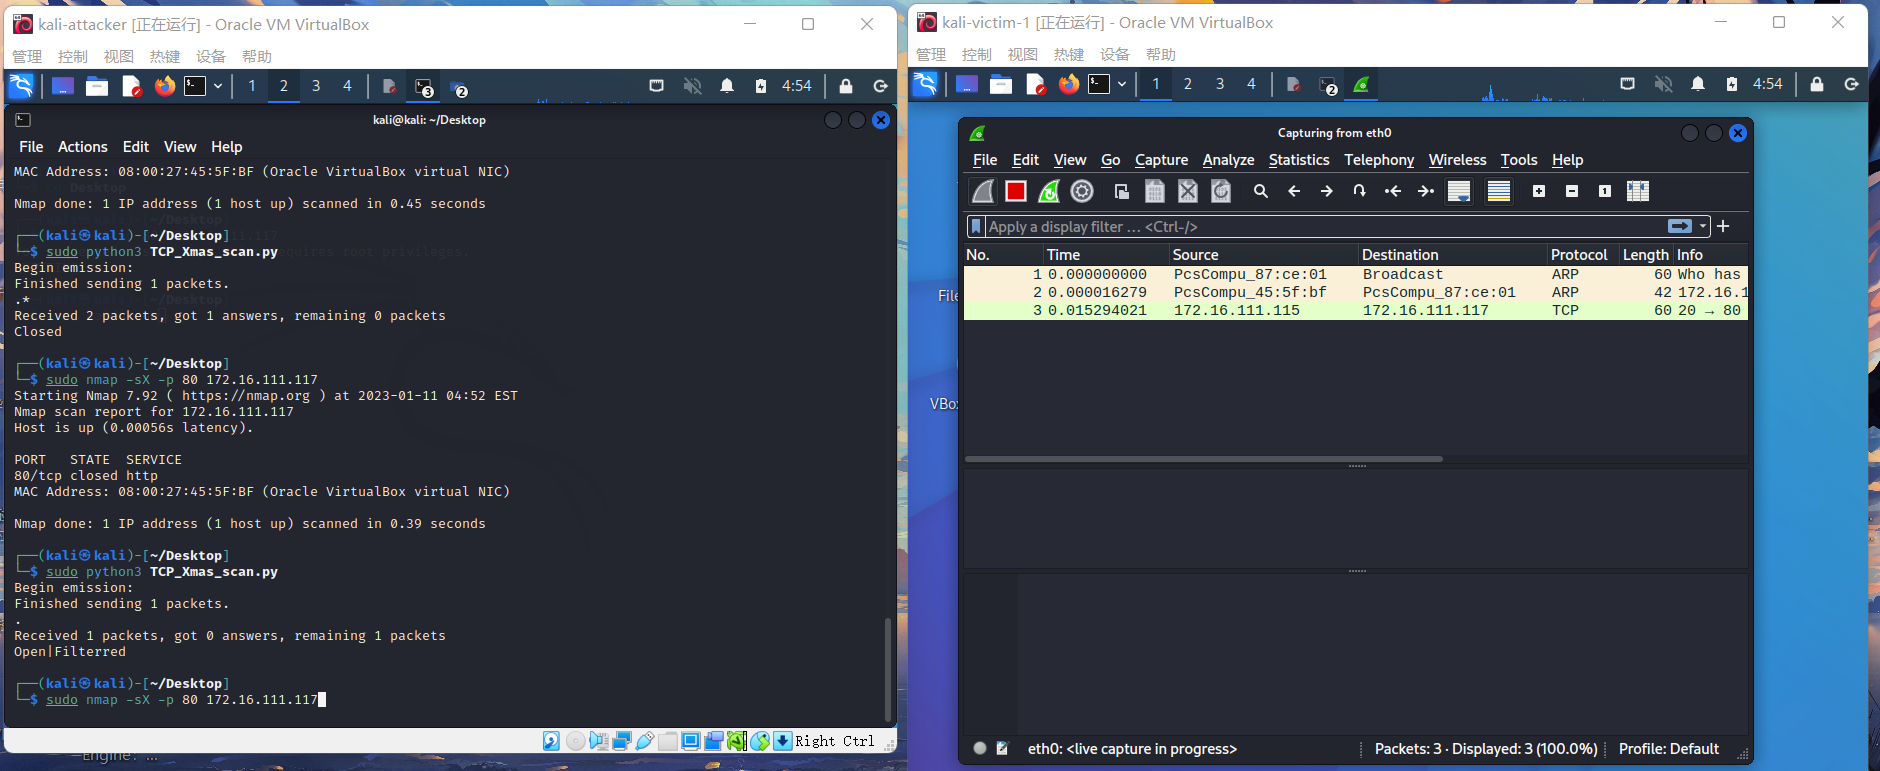 kali-attacker [正在运行] - Oracle VM VirtualBox
管理 控制 视图 热键 设备 帮助
1 2 3 4 3 2 4:54
kali@kali: ~/Desktop
File Actions Edit View Help
MAC Address: 08:00:27:45:5F:BF (Oracle VirtualBox virtual NIC)
Nmap done: 1 IP address (1 host up) scanned in 0.45 seconds
┌──(kali㉿kali)-[~/Desktop]
└─$ sudo python3 TCP_Xmas_scan.py
Begin emission:
Finished sending 1 packets.
.*
Received 2 packets, got 1 answers, remaining 0 packets
Closed
┌──(kali㉿kali)-[~/Desktop]
└─$ sudo nmap -sX -p 80 172.16.111.117
Starting Nmap 7.92 ( https://nmap.org ) at 2023-01-11 04:52 EST
Nmap scan report for 172.16.111.117
Host is up (0.00056s latency).
PORT STATE SERVICE
80/tcp closed http
MAC Address: 08:00:27:45:5F:BF (Oracle VirtualBox virtual NIC)
Nmap done: 1 IP address (1 host up) scanned in 0.39 seconds
┌──(kali㉿kali)-[~/Desktop]
└─$ sudo python3 TCP_Xmas_scan.py
Begin emission:
Finished sending 1 packets.
.
Received 1 packets, got 0 answers, remaining 1 packets
Open|Filterred
┌──(kali㉿kali)-[~/Desktop]
└─$ sudo nmap -sX -p 80 172.16.111.117
Right Ctrl
Engine: ...
kali-victim-1 [正在运行] - Oracle VM VirtualBox
管理 控制 视图 热键 设备 帮助
1 2 3 4 2 4:54
File
VBox
Capturing from eth0
File Edit View Go Capture Analyze Statistics Telephony Wireless Tools Help
Apply a display filter ... <Ctrl-/>
No. Time Source Destination Protocol Length Info
1 0.000000000 PcsCompu_87:ce:01 Broadcast ARP 60 Who has
2 0.000016279 PcsCompu_45:5f:bf PcsCompu_87:ce:01 ARP 42 172.16.1
3 0.015294021 172.16.111.115 172.16.111.117 TCP 60 20 → 80
eth0: <live capture in progress> Packets: 3 · Displayed: 3 (100.0%) Profile: Default